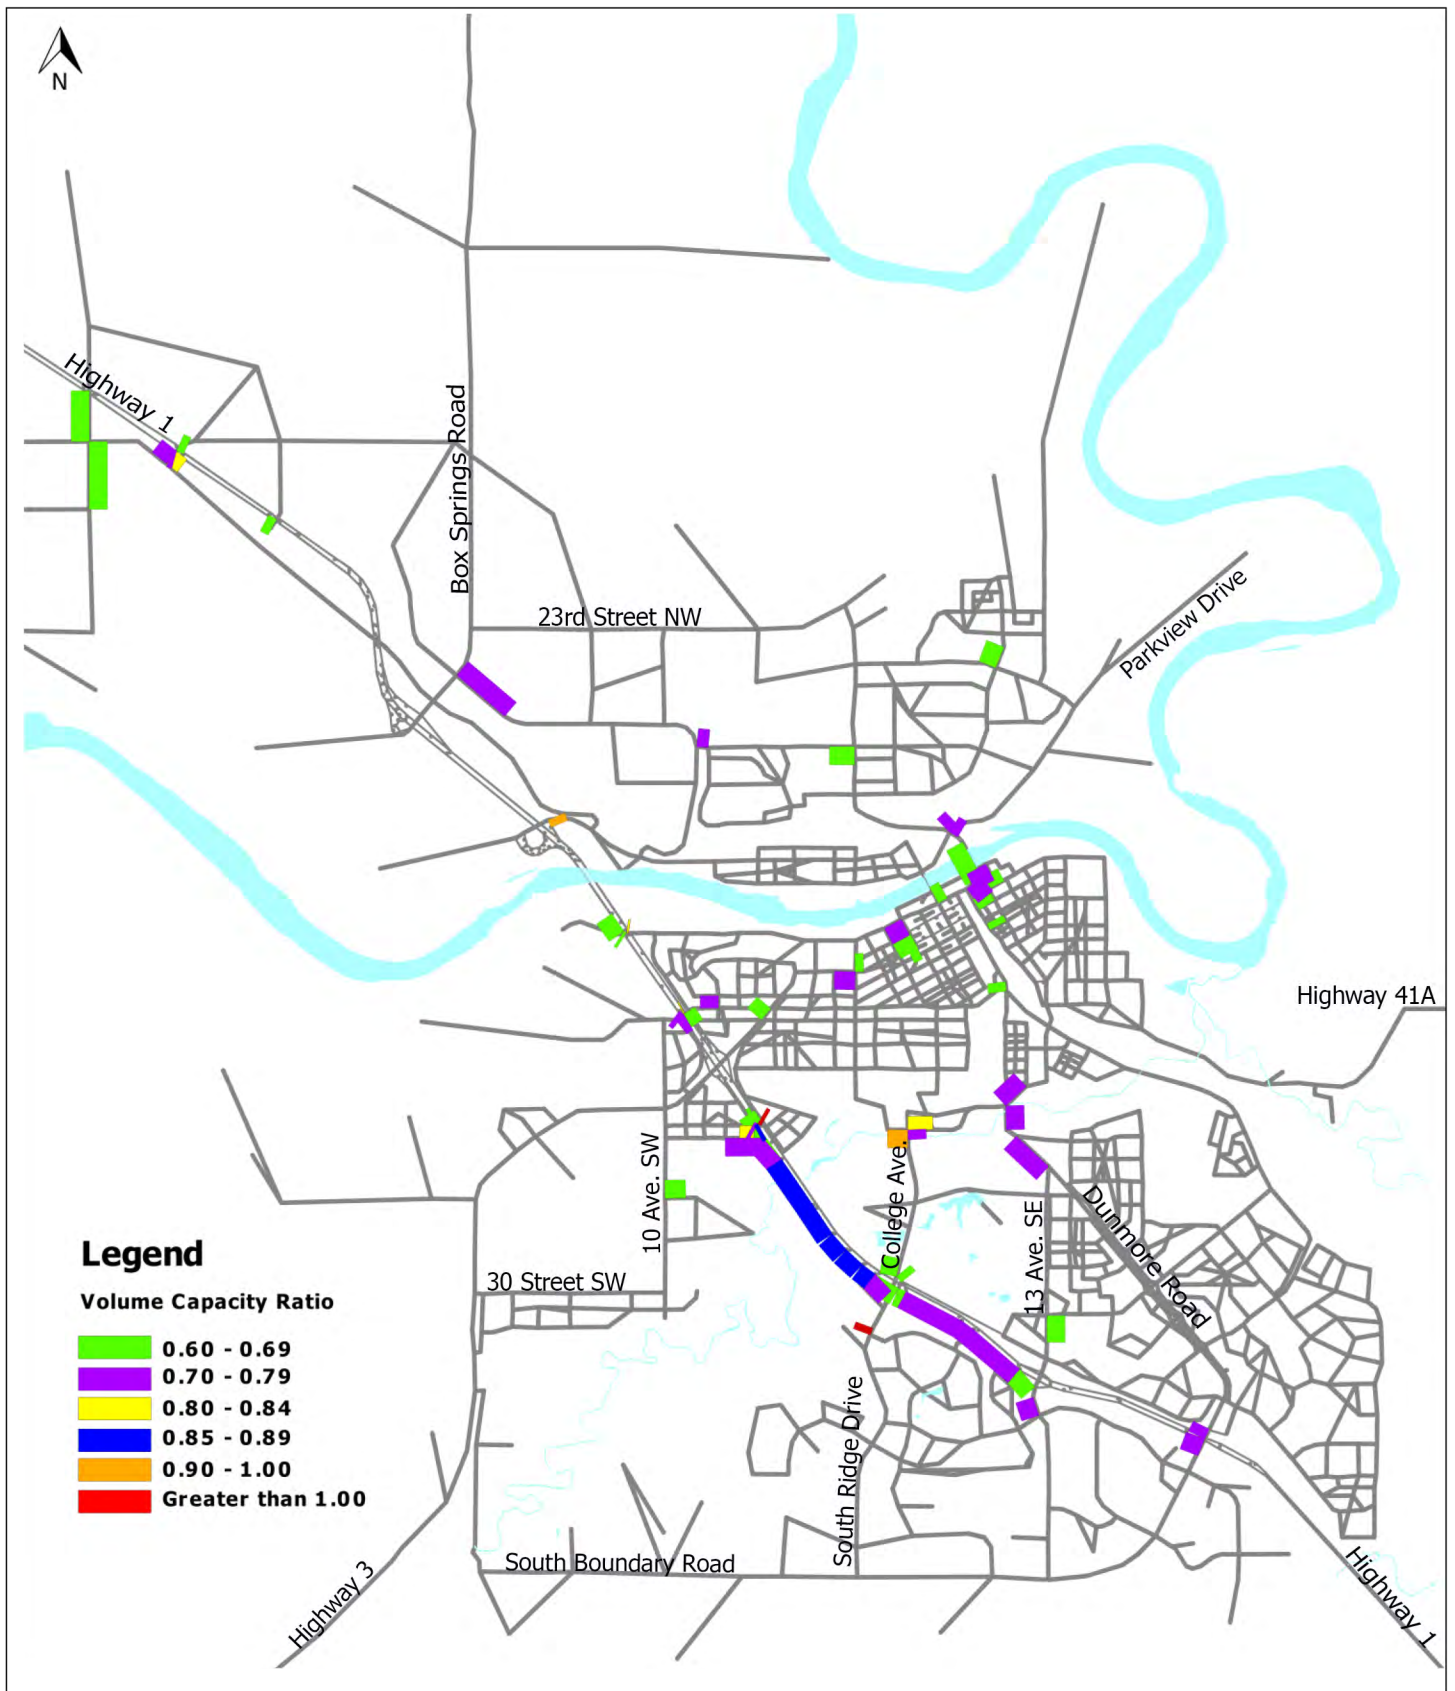 N
Highway 1
Box Springs Road
23rd Street NW
Parkview Drive
Highway 41A
10 Ave. SW
College Ave.
13 Ave. SE
Dunmore Road
30 Street SW
South Ridge Drive
South Boundary Road
Highway 3
Highway 1
Legend
Volume Capacity Ratio
0.60 - 0.69
0.70 - 0.79
0.80 - 0.84
0.85 - 0.89
0.90 - 1.00
Greater than 1.00